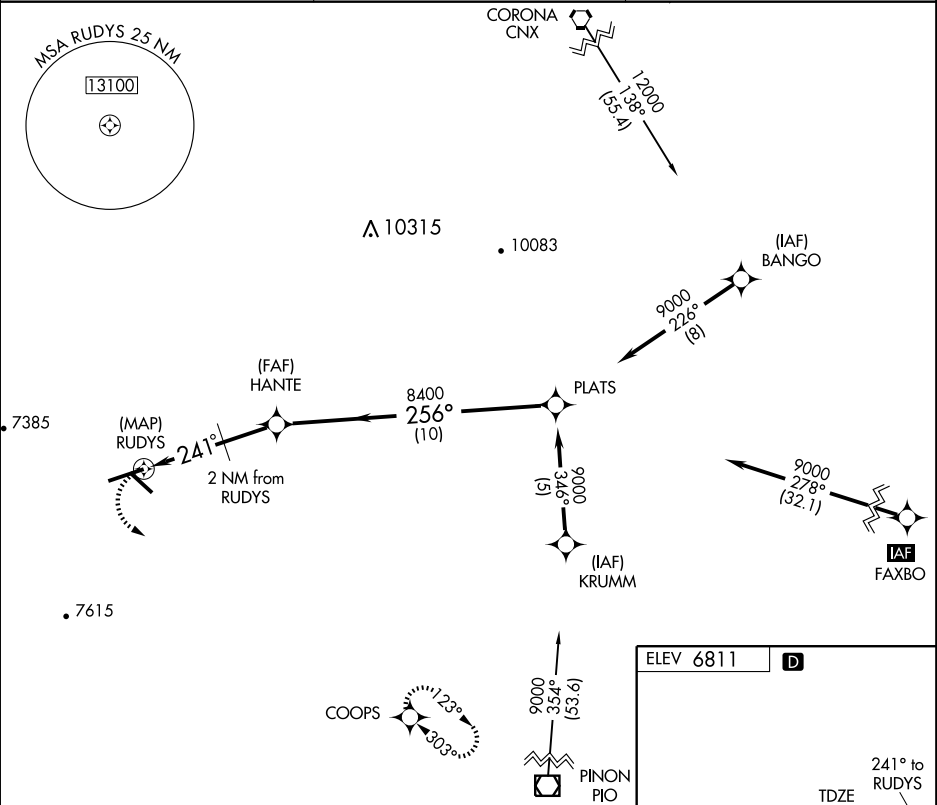 CORONA
CNX
MSA RUDYS 25 NM
13100
12000
138°
(55.4)
10315
10083
(IAF)
BANGO
9000
226°
(8)
(FAF)
HANTE
PLATS
8400
256°
(10)
7385
(MAP)
RUDYS
241°
2 NM from
RUDYS
9000
346°
(5)
9000
278°
(32.1)
IAF
FAXBO
(IAF)
KRUMM
7615
ELEV 6811
D
9000
354°
(53.6)
COOPS
123°
303°
PINON
PIO
241° to
RUDYS
TDZE